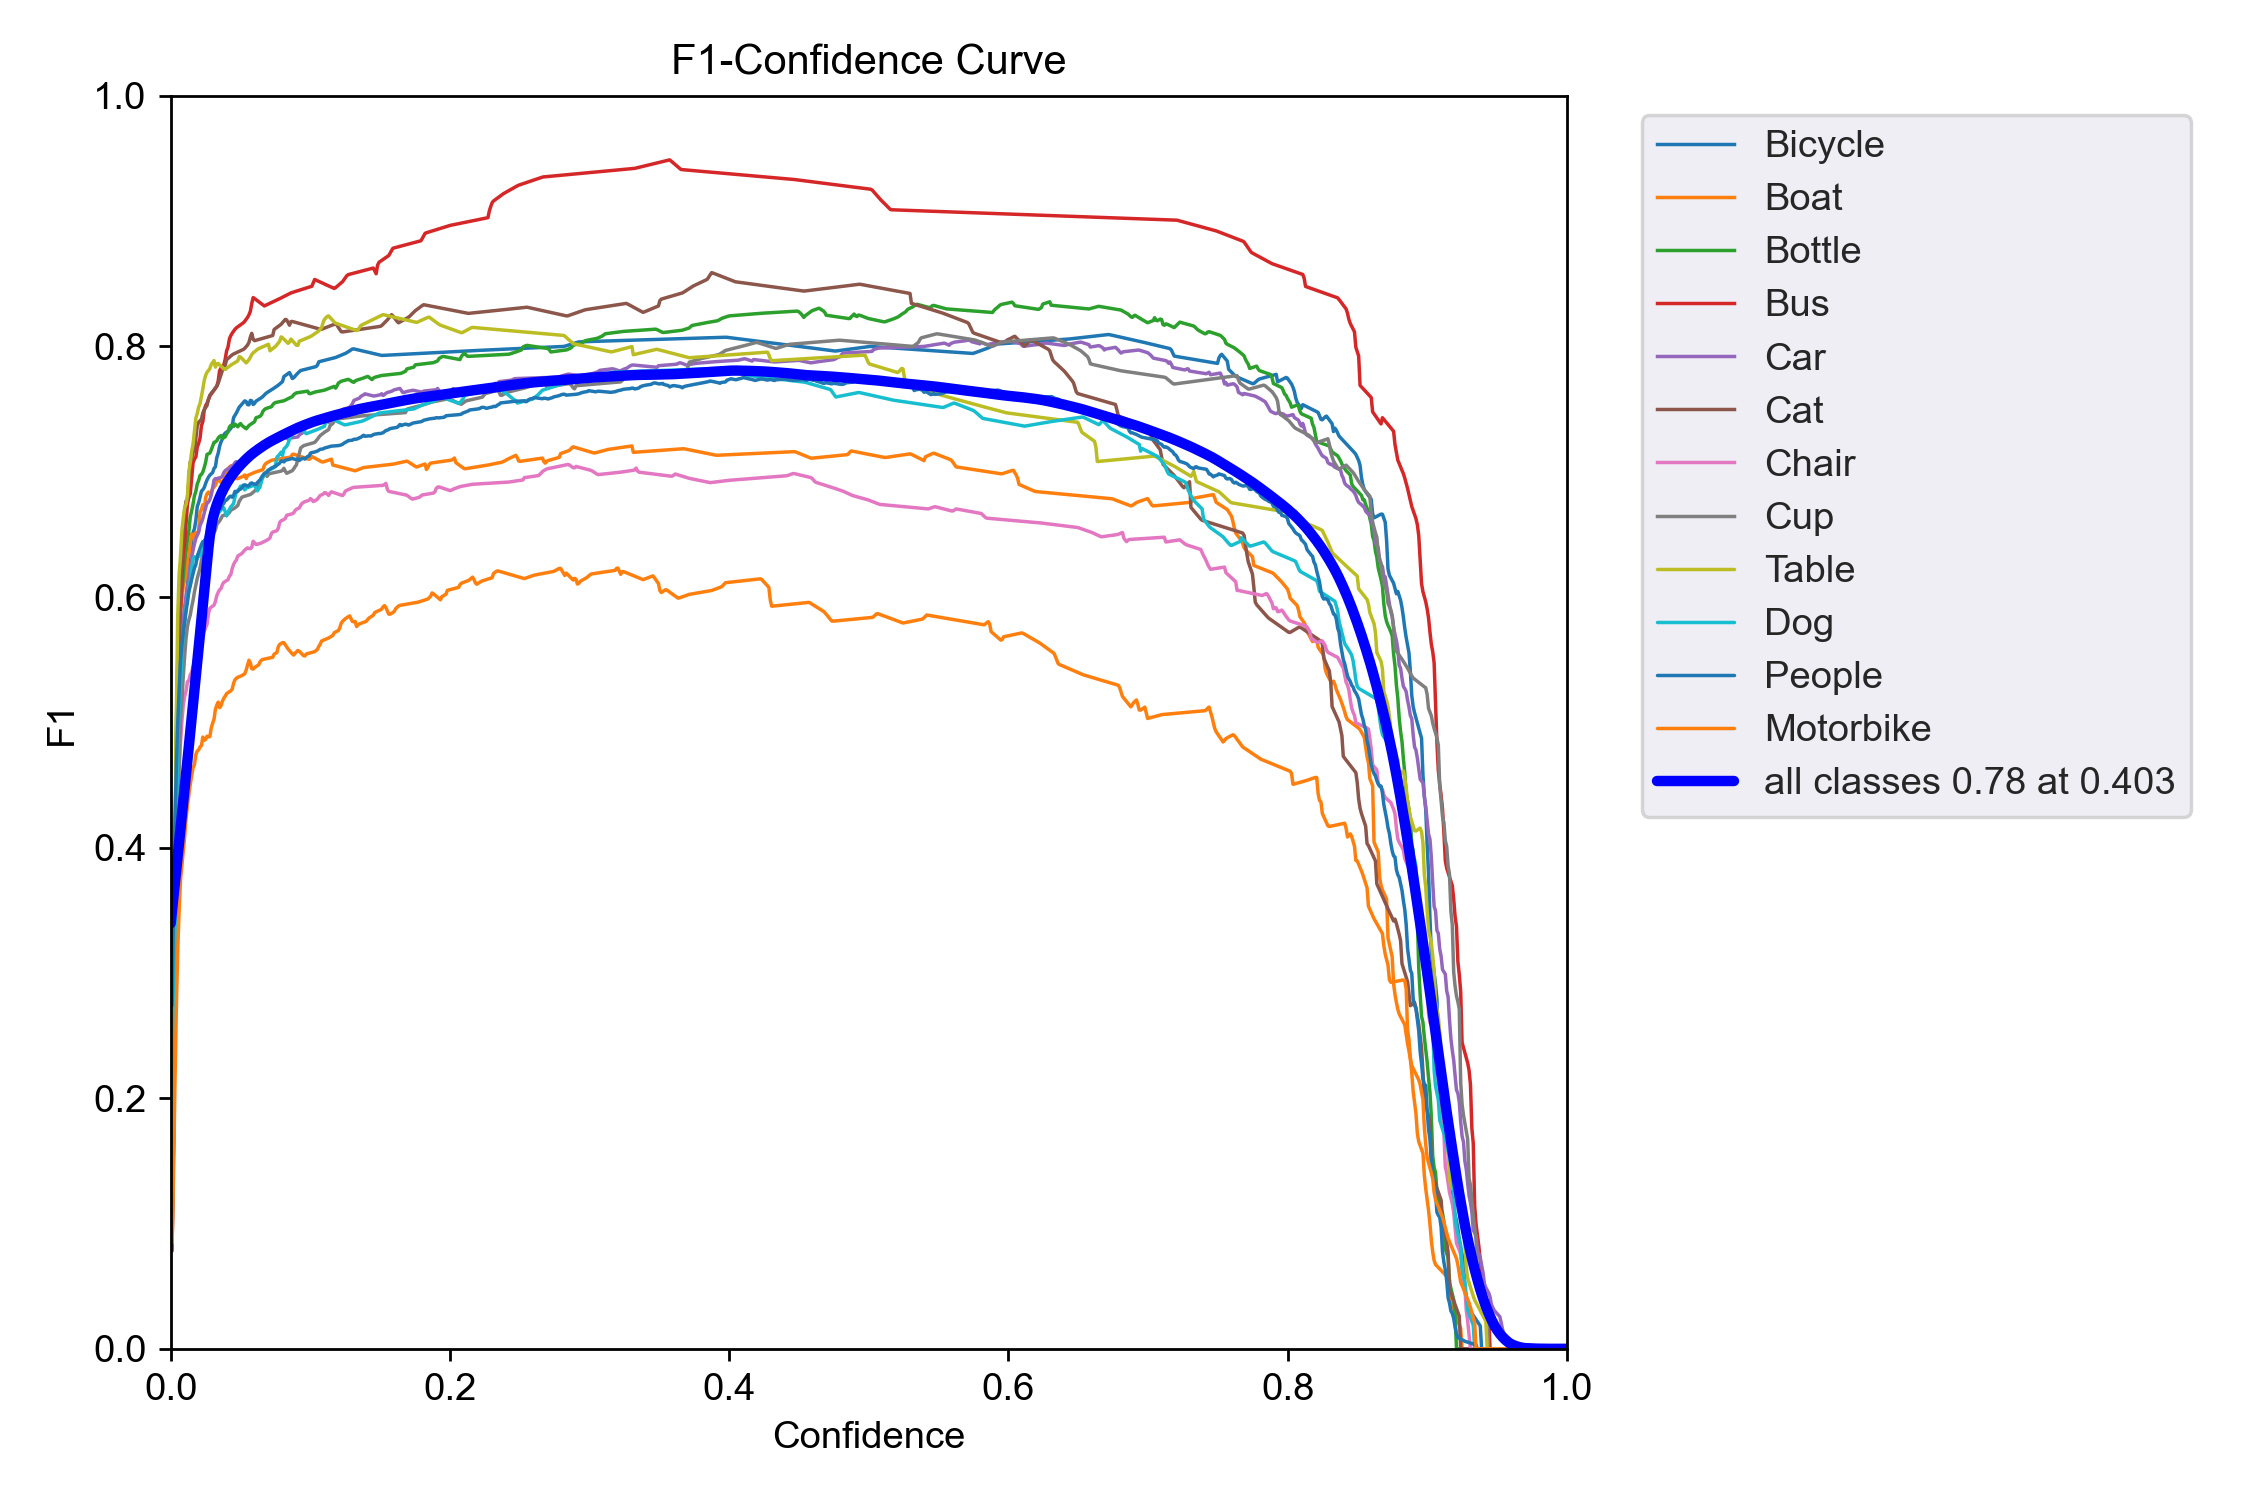 F1-Confidence Curve
1.0
0.8
0.6
0.4
0.2
0.0
F1
0.0 0.2 0.4 0.6 0.8 1.0
Confidence
Bicycle
Boat
Bottle
Bus
Car
Cat
Chair
Cup
Table
Dog
People
Motorbike
all classes 0.78 at 0.403